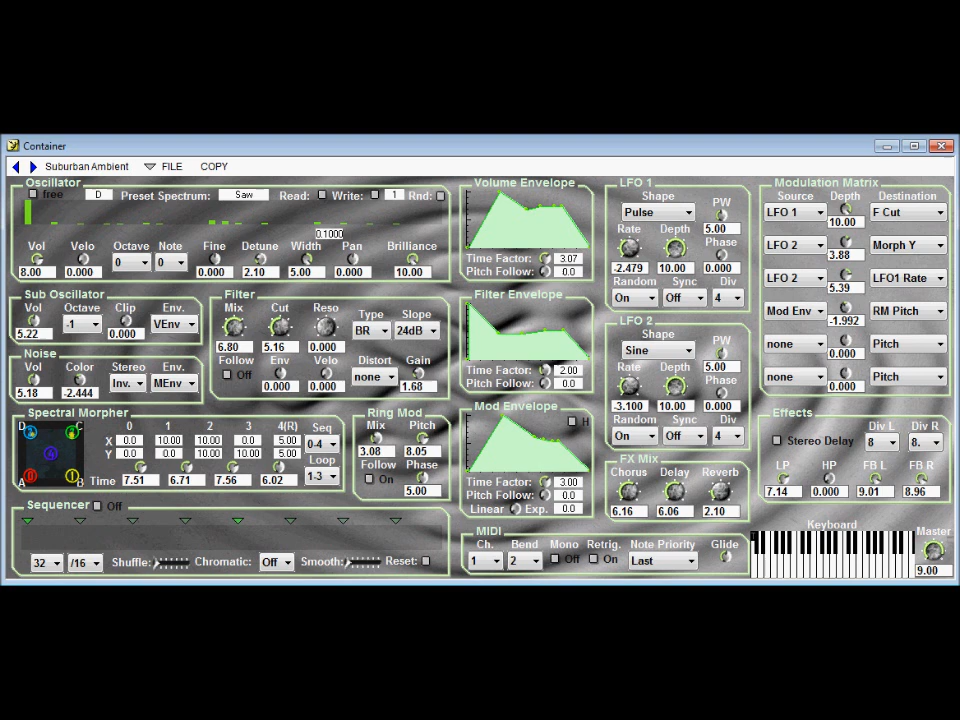 Container
Suburban Ambient FILE COPY
Oscillator
free D Preset Spectrum: Saw Read: Write: 1 Rnd:
0.1000
Vol Velo Octave Note Fine Detune Width Pan Brilliance
8.00 0.000 0 0 0.000 2.10 5.00 0.000 10.00
Sub Oscillator
Vol Octave Clip Env.
5.22 -1 0.000 VEnv
Noise
Vol Color Stereo Env.
5.18 -2.444 Inv. MEnv
Filter
Mix Cut Reso Type Slope
6.80 5.16 0.000 BR 24dB
Follow Env Velo Distort Gain
Off 0.000 0.000 none 1.68
Spectral Morpher
D C A B
0 1 2 3 4(R) Seq
X 0.0 10.00 10.00 0.0 5.00 0-4
Y 0.0 0.0 10.00 10.00 5.00 Loop
Time 7.51 6.71 7.56 6.02 1-3
Ring Mod
Mix Pitch
3.08 8.05
Follow Phase
On 5.00
Sequencer Off
32 /16 Shuffle: Chromatic: Off Smooth: Reset:
Volume Envelope
Time Factor: 3.07
Pitch Follow: 0.0
Filter Envelope
Time Factor: 2.00
Pitch Follow: 0.0
Mod Envelope
H
Time Factor: 3.00
Pitch Follow: 0.0
Linear Exp. 0.0
LFO 1
Shape PW
Pulse 5.00
Rate Depth Phase
-2.479 10.00 0.000
Random Sync Div
On Off 4
LFO 2
Shape PW
Sine 5.00
Rate Depth Phase
-3.100 10.00 0.000
Random Sync Div
On Off 4
FX Mix
Chorus Delay Reverb
6.16 6.06 2.10
MIDI
Ch. Bend Mono Retrig. Note Priority Glide
1 2 Off On Last
Modulation Matrix
Source Depth Destination
LFO 1 10.00 F Cut
LFO 2 3.88 Morph Y
LFO 2 5.39 LFO1 Rate
Mod Env -1.992 RM Pitch
none 0.000 Pitch
none 0.000 Pitch
Effects
Div L Div R
Stereo Delay 8 8.
LP HP FB L FB R
7.14 0.000 9.01 8.96
Keyboard Master
9.00